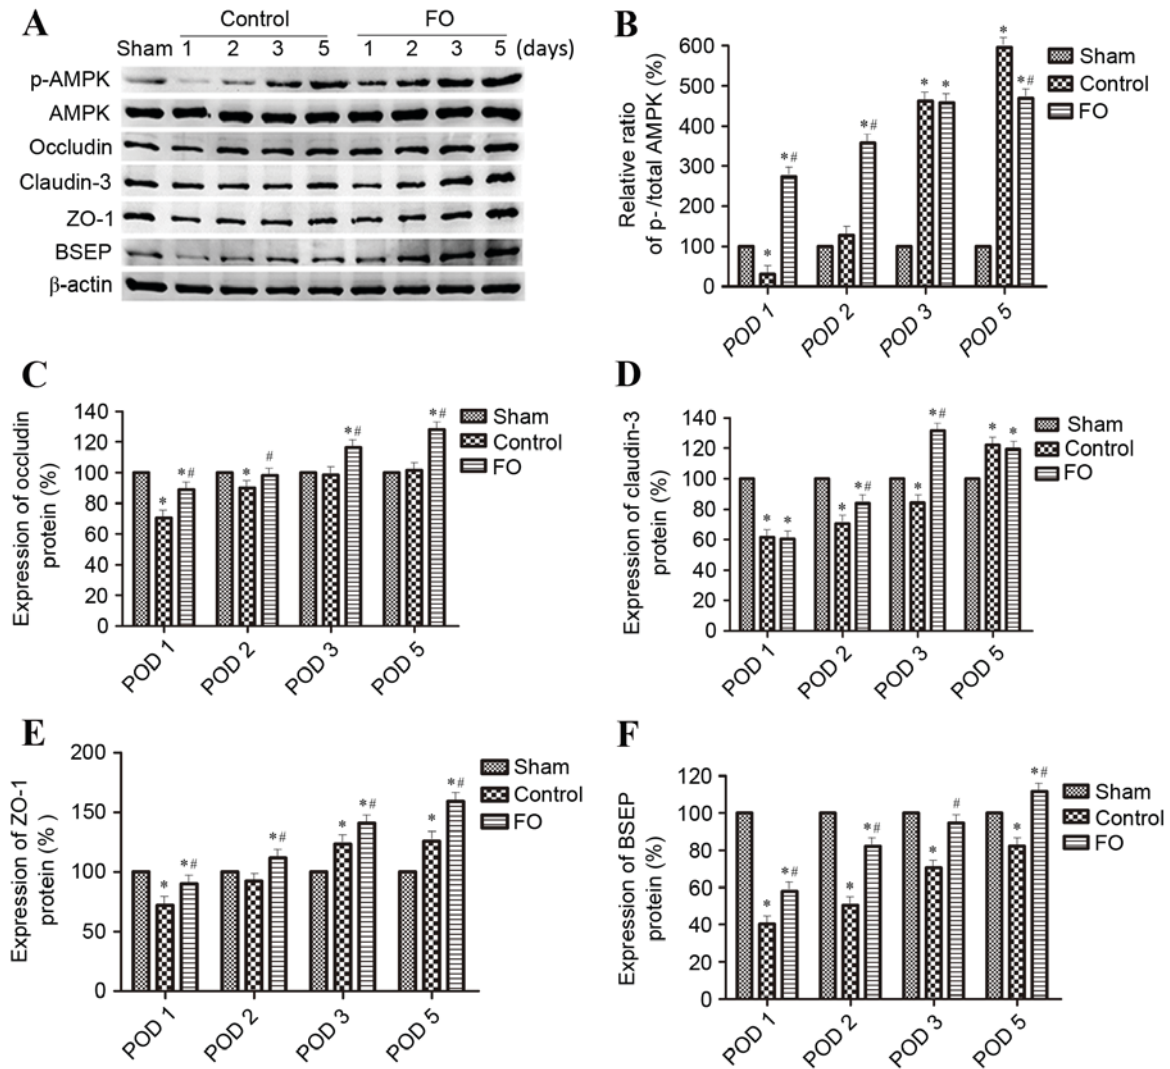 A
Control FO
Sham 1 2 3 5 1 2 3 5 (days)
p-AMPK
AMPK
Occludin
Claudin-3
ZO-1
BSEP
β-actin
B
Relative ratio
of p-/total AMPK (%)
600
500
400
300
200
100
0
* *# *# * * * *#
POD 1 POD 2 POD 3 POD 5
Sham
Control
FO
C
Expression of occludin
protein (%)
140
120
100
80
60
40
20
0
* *# * # *# *#
POD 1 POD 2 POD 3 POD 5
Sham
Control
FO
D
Expression of claudin-3
protein (%)
140
120
100
80
60
40
20
0
* * * *# * *# * *
POD 1 POD 2 POD 3 POD 5
Sham
Control
FO
E
Expression of ZO-1
protein (%)
200
150
100
50
0
* *# *# * *# * *#
POD 1 POD 2 POD 3 POD 5
Sham
Control
FO
F
Expression of BSEP
protein (%)
120
100
80
60
40
20
0
* *# * *# * # * *#
POD 1 POD 2 POD 3 POD 5
Sham
Control
FO